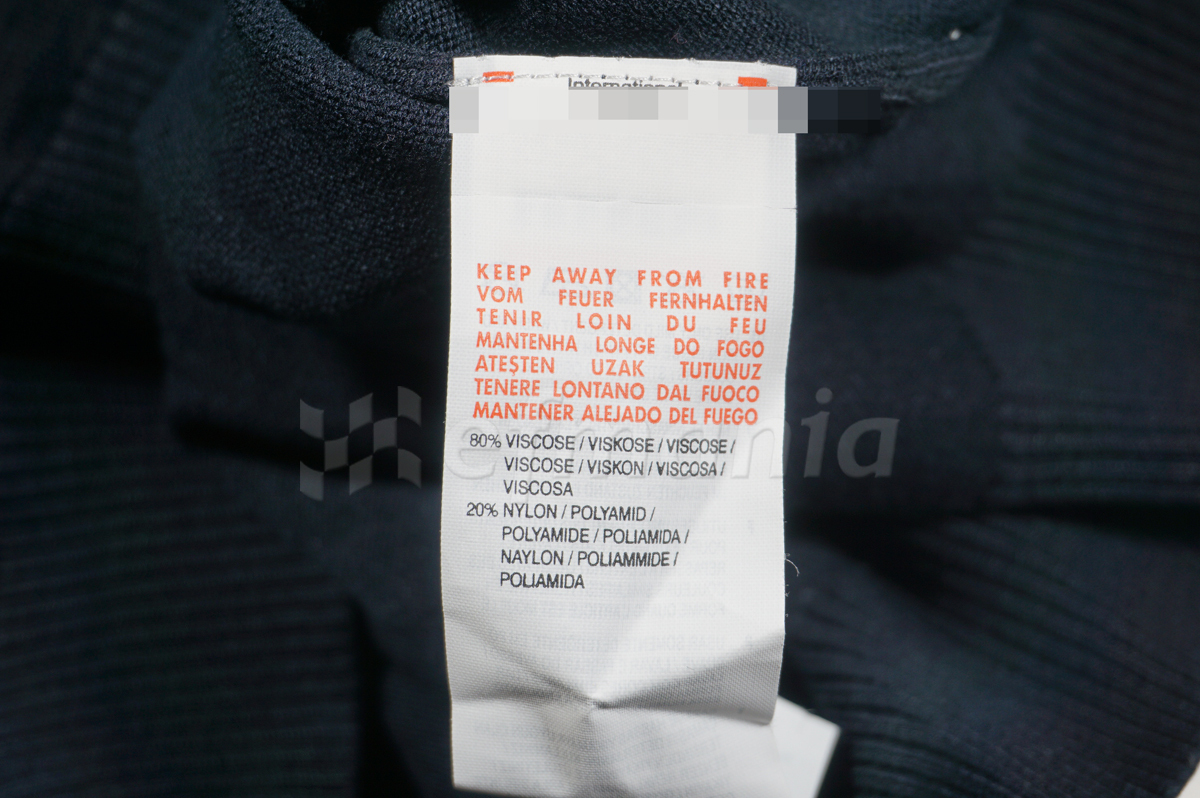 International
KEEP AWAY FROM FIRE
VOM FEUER FERNHALTEN
TENIR LOIN DU FEU
MANTENHA LONGE DO FOGO
ATEŞTEN UZAK TUTUNUZ
TENERE LONTANO DAL FUOCO
MANTENER ALEJADO DEL FUEGO
80% VISCOSE / VISKOSE / VISCOSE /
VISCOSE / VISKON / VISCOSA /
VISCOSA
20% NYLON / POLYAMID /
POLYAMIDE / POLIAMIDA /
NAYLON / POLIAMMIDE /
POLIAMIDA